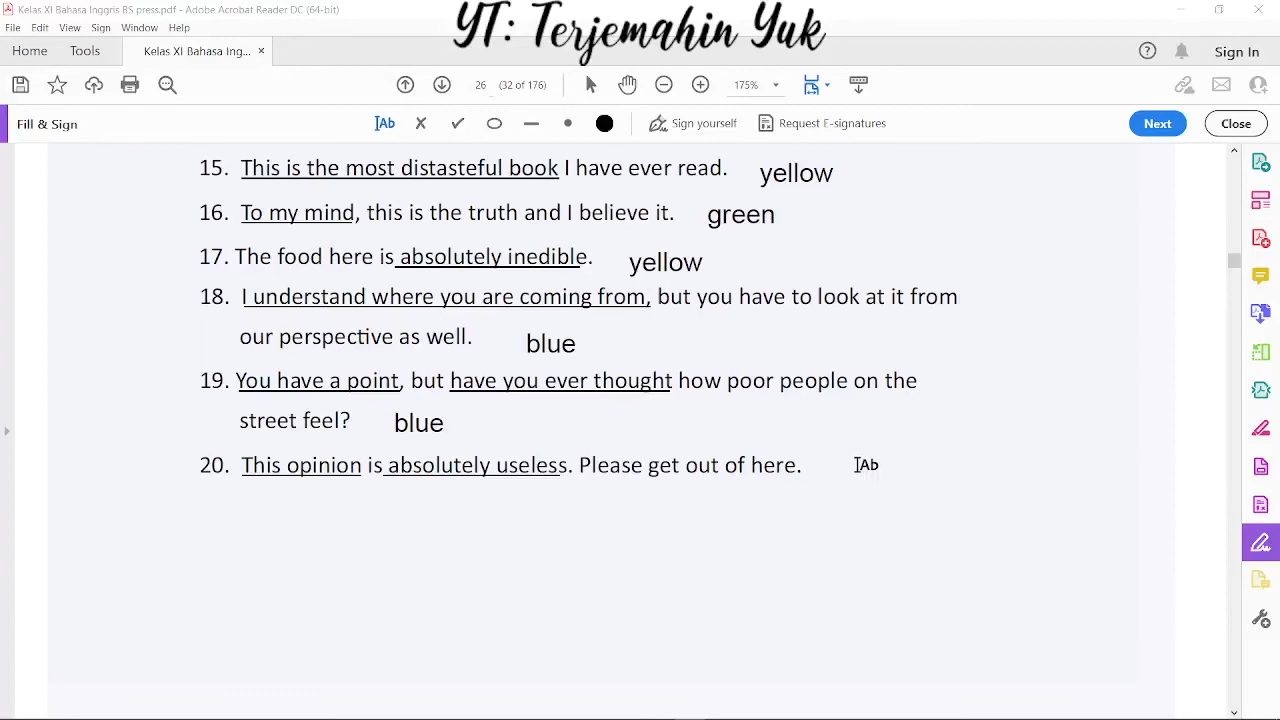 Kelas XI Bahasa Inggris BS press.pdf - Adobe Acrobat Reader DC (64-bit)
YT: Terjemahin Yuk
File Edit View Sign Window Help
Home Tools Kelas XI Bahasa Ing... × Sign In
26 (32 of 176) 175%
Fill & Sign Ab Sign yourself Request E-signatures Next Close
15. This is the most distasteful book I have ever read. yellow
16. To my mind, this is the truth and I believe it. green
17. The food here is absolutely inedible. yellow
18. I understand where you are coming from, but you have to look at it from
our perspective as well. blue
19. You have a point, but have you ever thought how poor people on the
street feel? blue
20. This opinion is absolutely useless. Please get out of here. Ab